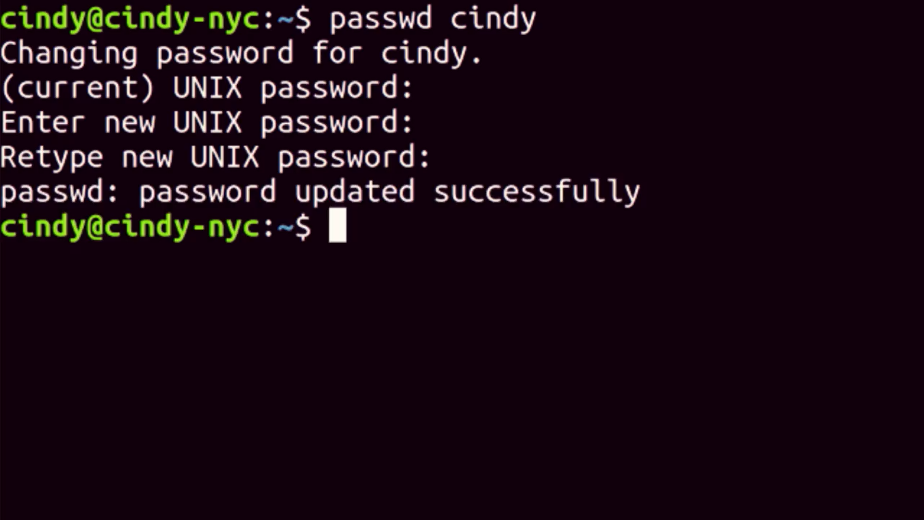 cindy@cindy-nyc:~$ passwd cindy
Changing password for cindy.
(current) UNIX password:
Enter new UNIX password:
Retype new UNIX password:
passwd: password updated successfully
cindy@cindy-nyc:~$